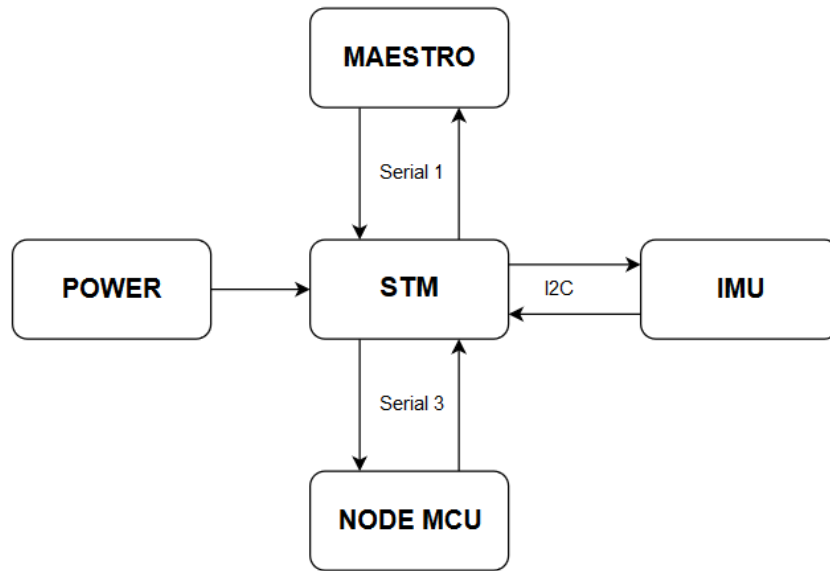 MAESTRO
Serial 1
POWER
STM
I2C
IMU
Serial 3
NODE MCU